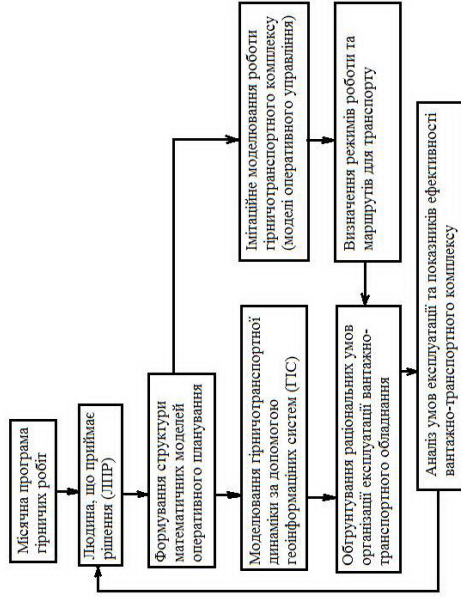 Місячна програма
гірничих робіт
Людина, що приймає
рішення (ЛПР)
Формування структури
математичних моделей
оперативного планування
Моделювання гірничотранспортної
динаміки за допомогою
геоінформаціних систем (ГІС)
Імітаційне моделювання роботи
гірничотранспортного комплексу
(моделі оперативного управління)
Визначення режимів роботи та
маршрутів для транспорту
Обгрунтування раціональних умов
організації експлуатації вантажно-
транспортного обладнання
Аналіз умов експлуатації та показників ефективності
вантажно-транспортного комплексу